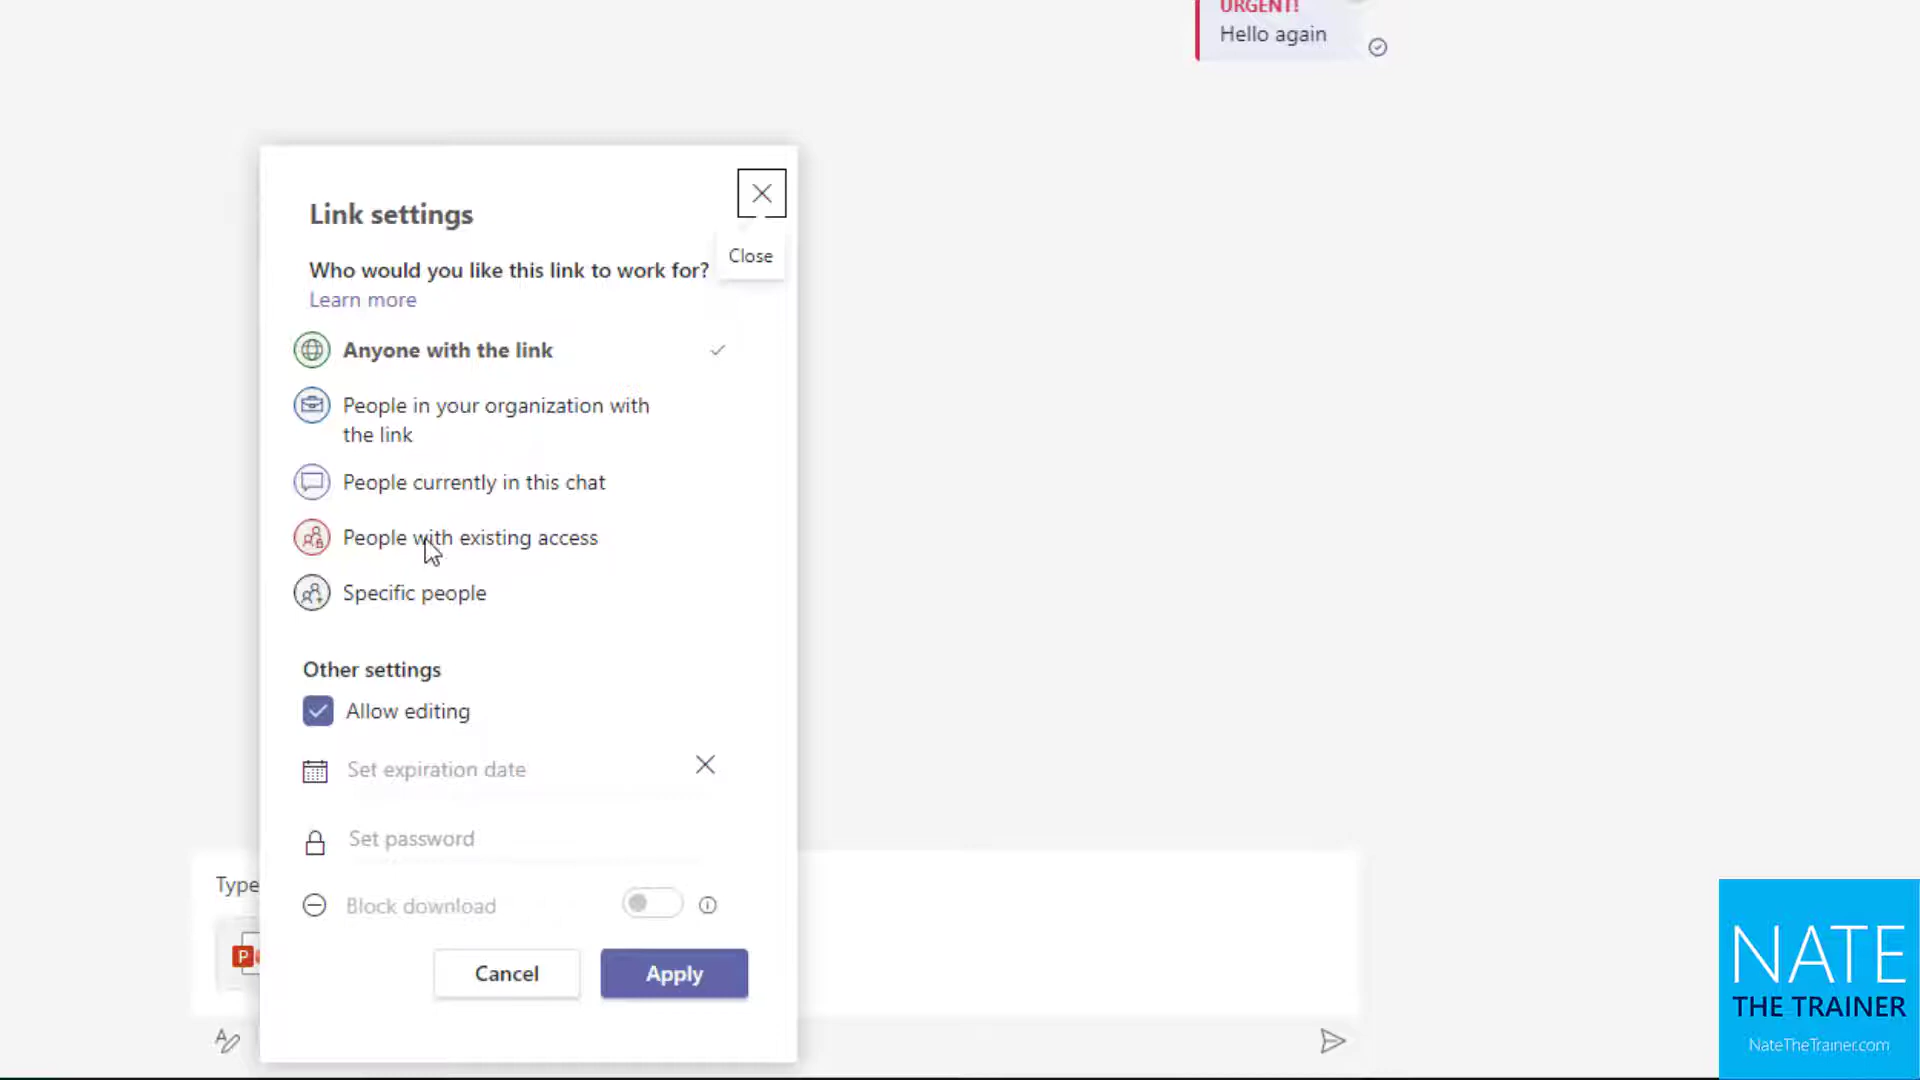 URGENT!
Hello again
Link settings
Close
Who would you like this link to work for?
Learn more
Anyone with the link
People in your organization with
the link
People currently in this chat
People with existing access
Specific people
Other settings
Allow editing
Set expiration date
Set password
Type
Block download
P
Cancel
Apply
NATE
THE TRAINER
NateTheTrainer.com